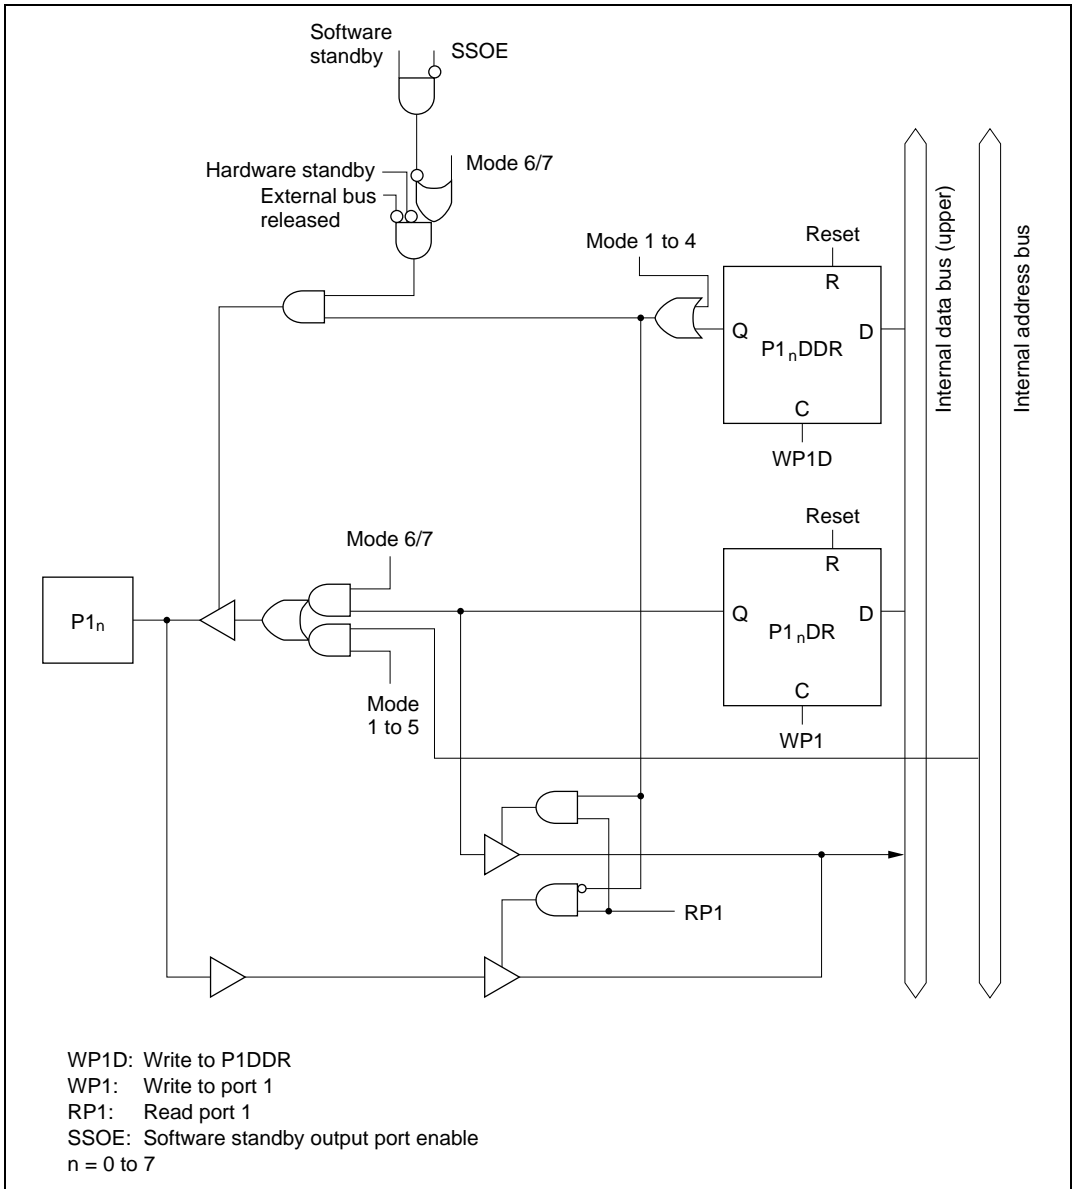 Software
standby
SSOE
Hardware standby
Mode 6/7
External bus
released
Mode 1 to 4
Reset
R
Q
P1nDDR
D
C
WP1D
Internal data bus (upper)
Internal address bus
Reset
R
Mode 6/7
P1n
Q
P1nDR
D
C
Mode
1 to 5
WP1
RP1
WP1D: Write to P1DDR
WP1: Write to port 1
RP1: Read port 1
SSOE: Software standby output port enable
n = 0 to 7